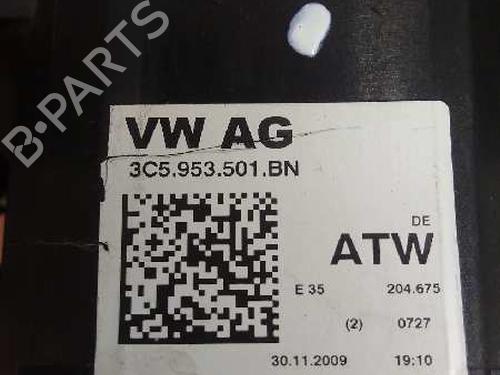 B·PARTS
VW AG
3C5.953.501.BN
DE
ATW
E 35 204.675
(2) 0727
30.11.2009 19:10